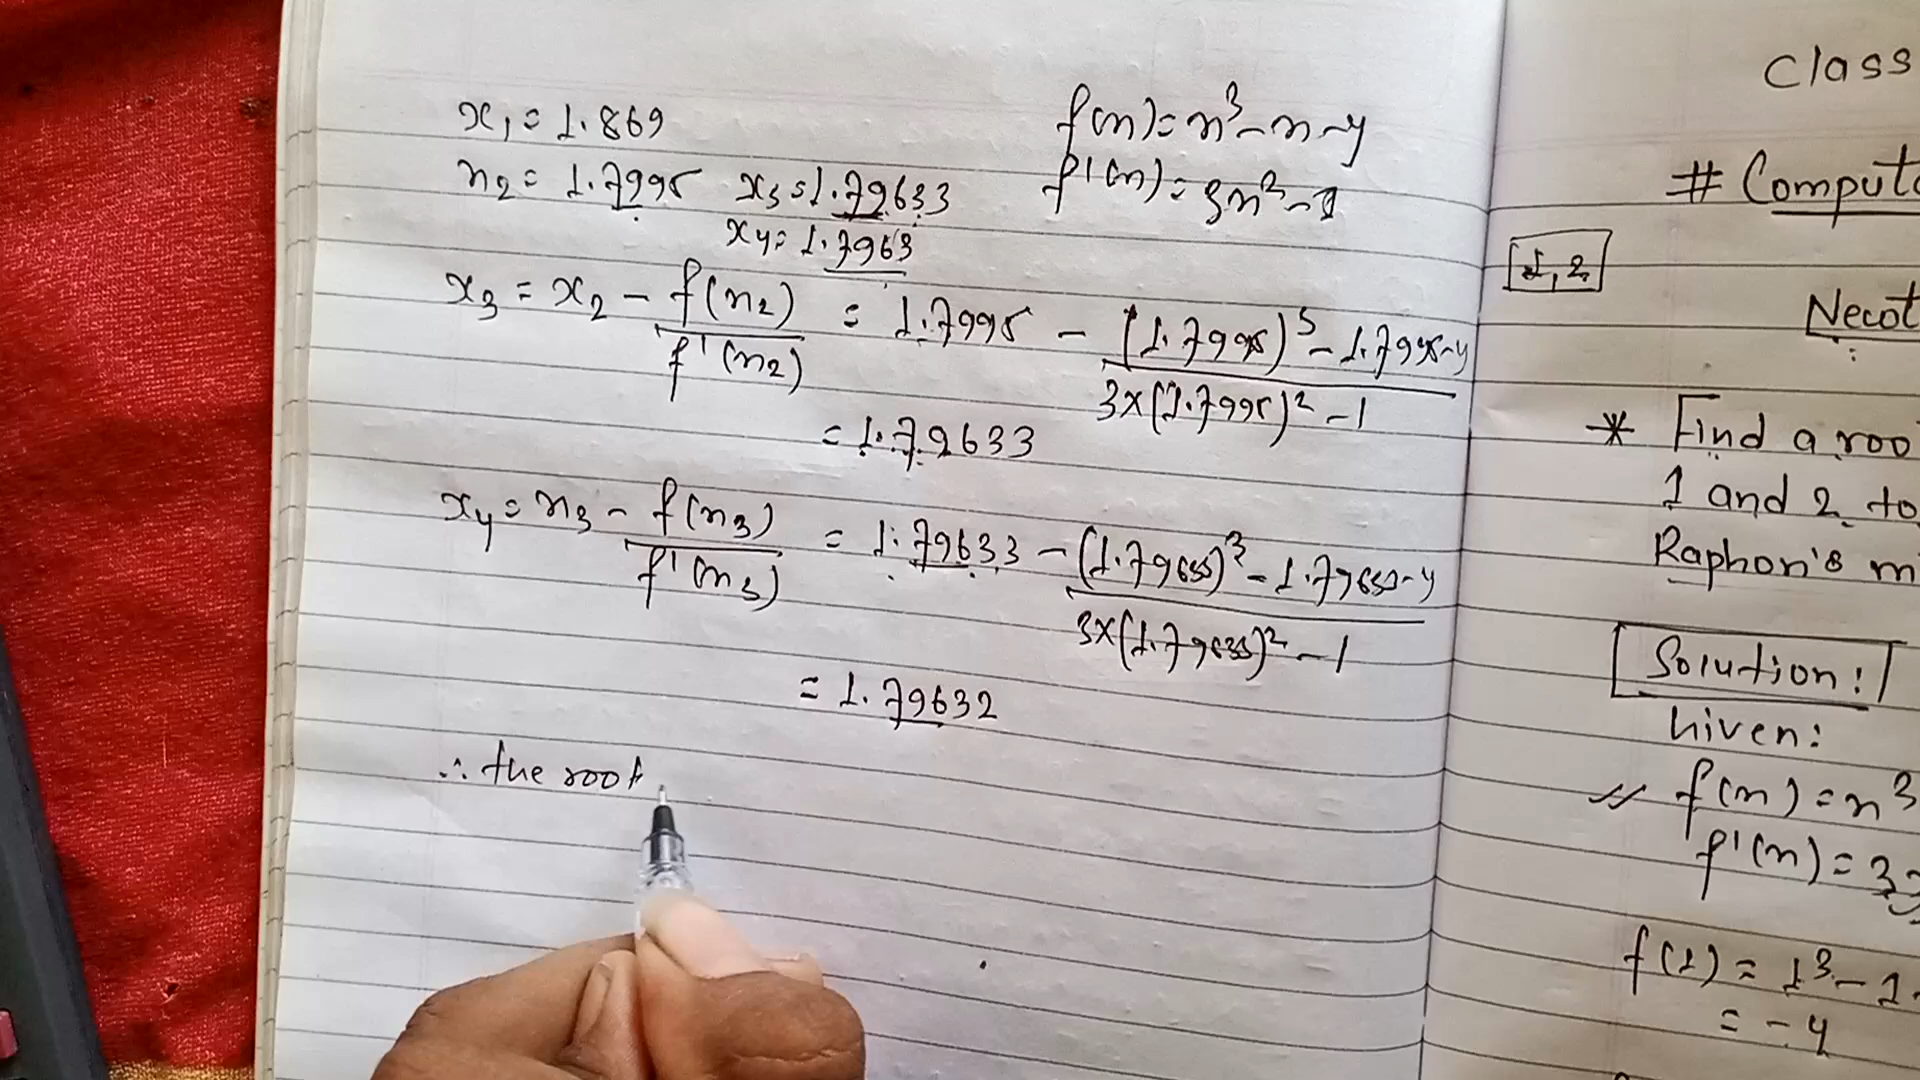 x₁ = 1.869
x₂ = 1.7995 x₃ = 1.79633
x₄ = 1.7963
f(x) = x³ - x - 4
f'(x) = 3x² - 1
x₃ = x₂ - f(x₂) / f'(x₂) = 1.7995 - (1.7995)³ - 1.7995 - 4 / 3×(1.7995)² - 1
= 1.79633
x₄ = x₃ - f(x₃) / f'(x₃) = 1.79633 - (1.79633)³ - 1.79633 - 4 / 3×(1.79633)² - 1
= 1.79632
∴ the root
Class
# Comput
1, 2
Necot
* Find a roo
1 and 2 to
Raphon's m
Solution:
Given:
// f(x) = x³
f'(x) = 3x
f(1) = 1³ - 1
= -4